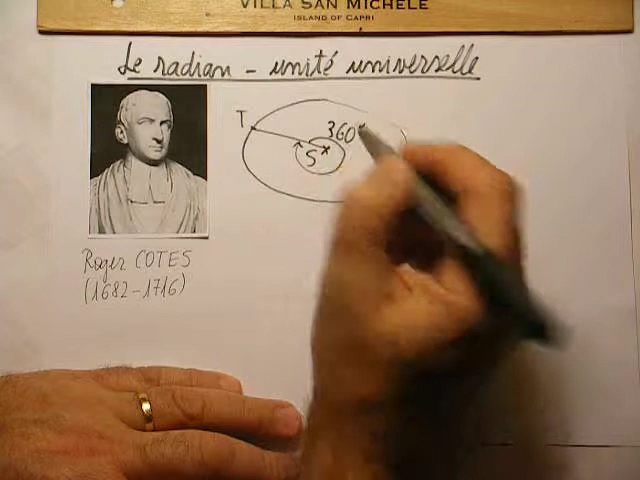 VILLA SAN MICHELE
ISLAND OF CAPRI
Le radian – unité universelle
T
360°
S
Roger COTES
(1682–1716)